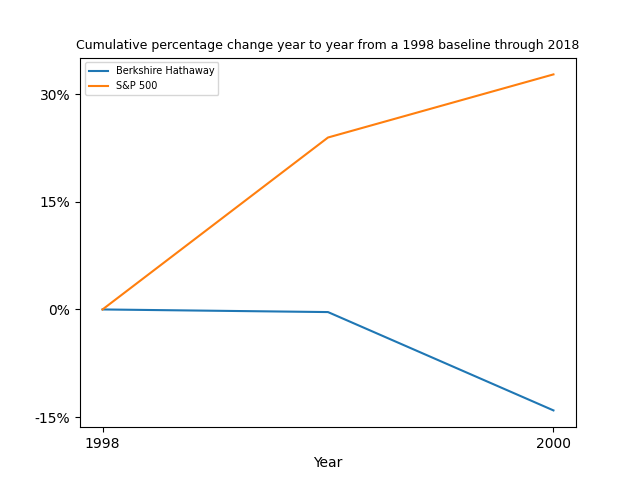 Cumulative percentage change year to year from a 1998 baseline through 2018
Berkshire Hathaway
S&P 500
30%
15%
0%
-15%
1998
2000
Year